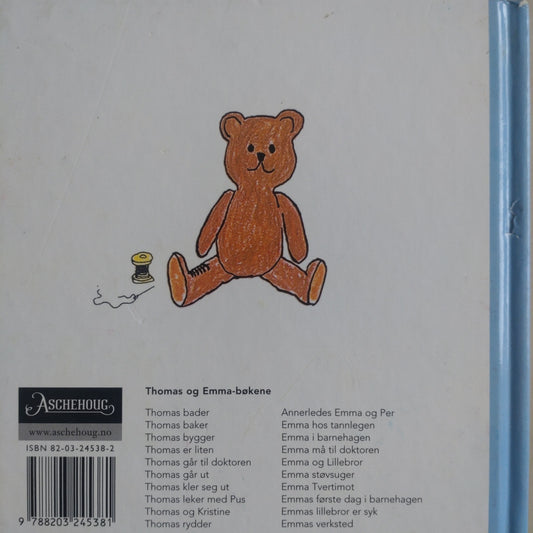 Thomas og Emma-bøkene
Thomas bader
Thomas baker
Thomas bygger
Thomas er liten
Thomas går til doktoren
Thomas går ut
Thomas kler seg ut
Thomas leker med Pus
Thomas og Kristine
Thomas rydder
Annerledes Emma og Per
Emma hos tannlegen
Emma i barnehagen
Emma må til doktoren
Emma og Lillebror
Emma støvsuger
Emma Tvertimot
Emmas første dag i barnehagen
Emmas lillebror er syk
Emmas verksted
ASCHEHOUG
www.aschehoug.no
ISBN 82-03-24538-2
9 788203 245381